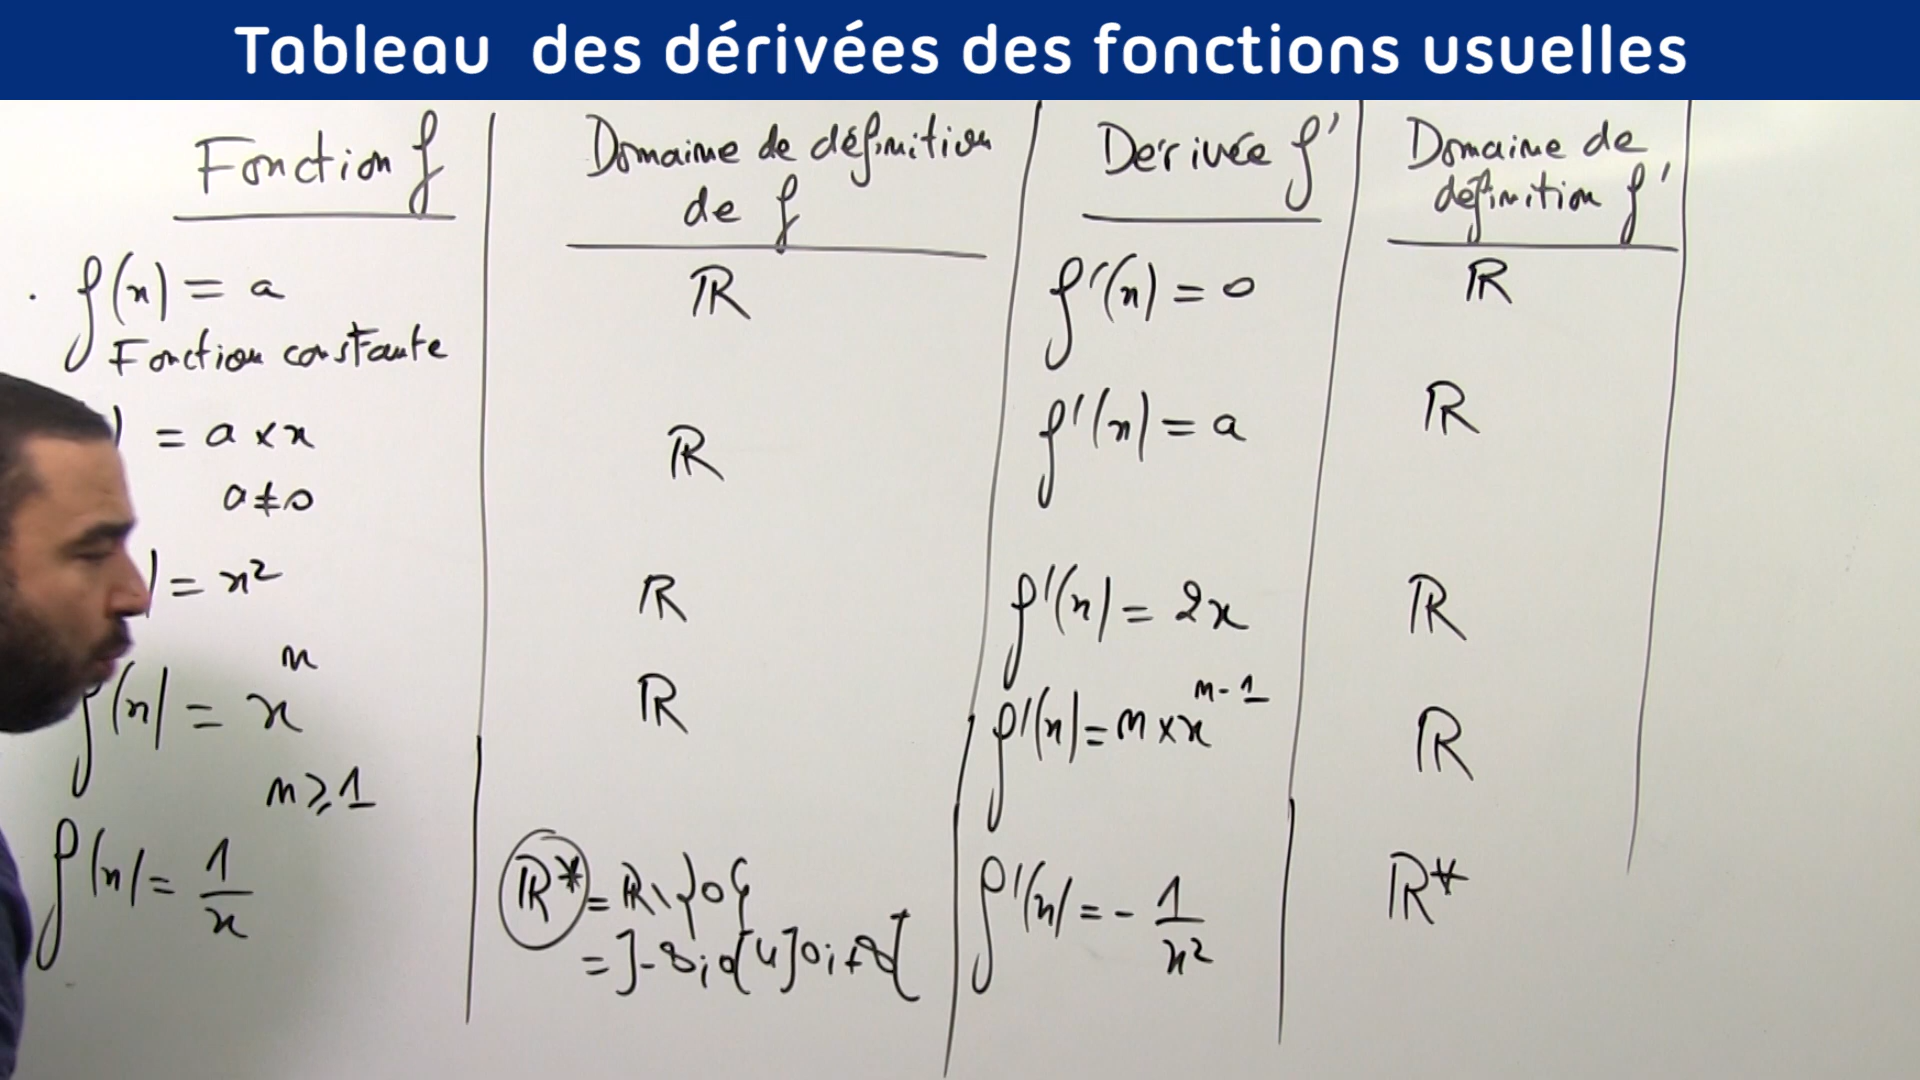 Tableau des dérivées des fonctions usuelles
Fonction f
Domaine de définition
de f
Dérivée f'
Domaine de
définition f'
. f(x) = a
Fonction constante
ℝ
f'(x) = 0
ℝ
) = a × x
a ≠ 0
ℝ
f'(x) = a
ℝ
) = x²
ℝ
f'(x) = 2x
ℝ
f(x) = xⁿ
n ⩾ 1
ℝ
f'(x) = n × xⁿ⁻¹
ℝ
f(x) = 1/x
ℝ* = ℝ\{0}
= ]-∞; 0[ ∪ ]0; +∞[
f'(x) = - 1/x²
ℝ*